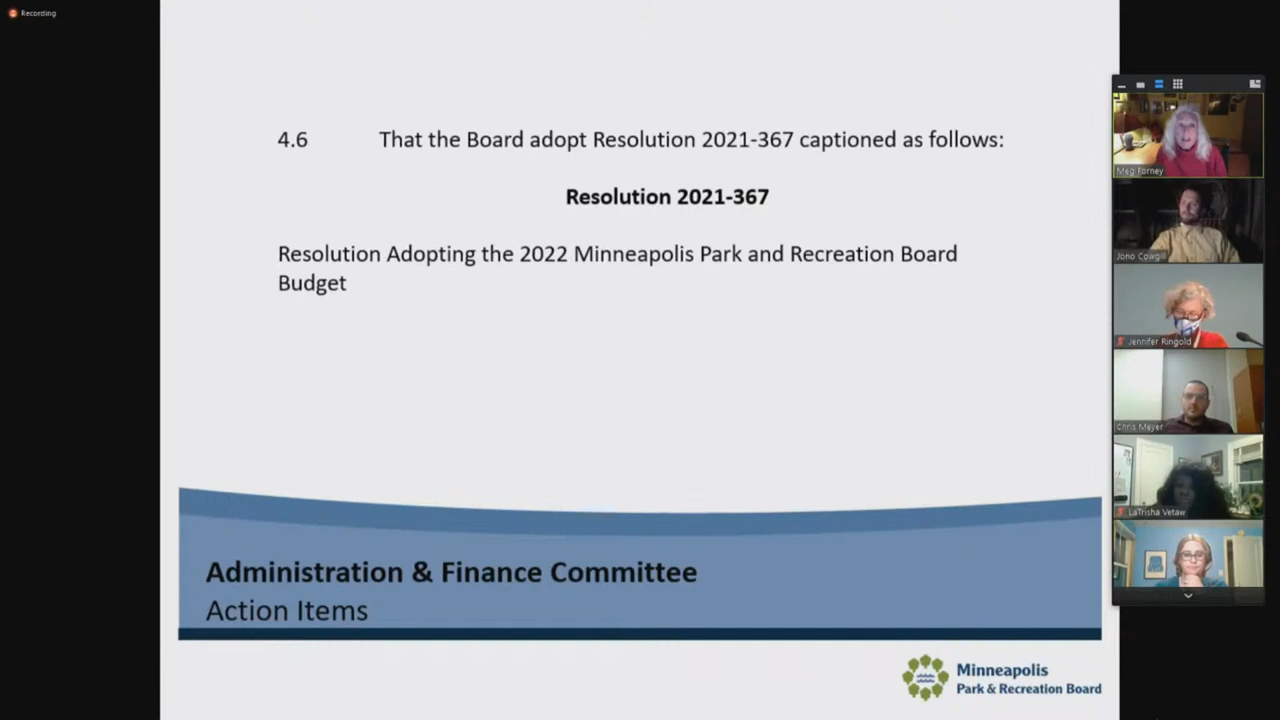 Recording
4.6 That the Board adopt Resolution 2021-367 captioned as follows:
Resolution 2021-367
Resolution Adopting the 2022 Minneapolis Park and Recreation Board
Budget
Administration & Finance Committee
Action Items
Minneapolis
Park & Recreation Board
Meg Forney
Jono Cowgill
Jennifer Ringold
Chris Meyer
LaTrisha Vetaw